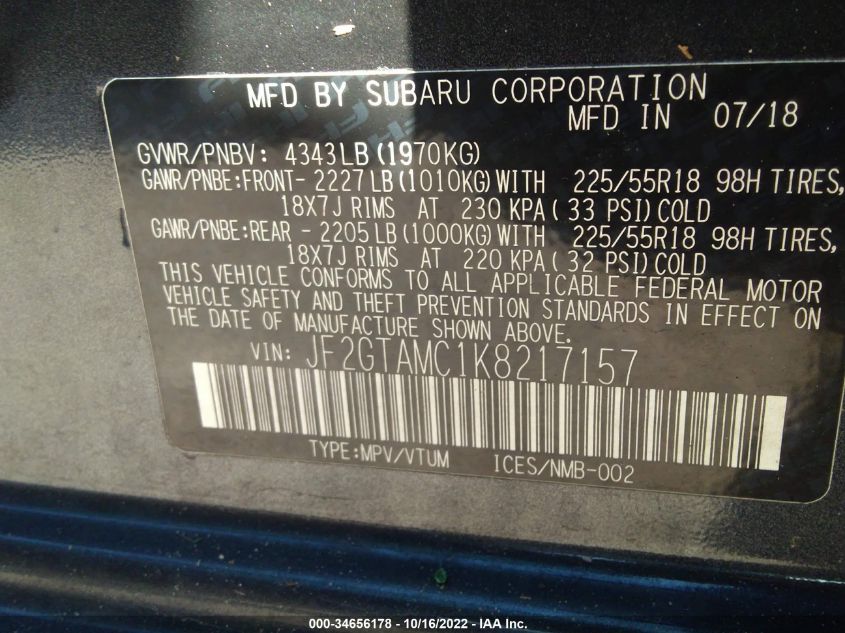 MFD BY SUBARU CORPORATION
MFD IN 07/18
GVWR/PNBV: 4343LB(1970KG)
GAWR/PNBE:FRONT- 2227LB(1010KG)WITH 225/55R18 98H TIRES,
18X7J RIMS AT 230 KPA(33 PSI)COLD
GAWR/PNBE:REAR - 2205LB(1000KG)WITH 225/55R18 98H TIRES,
18X7J RIMS AT 220 KPA(32 PSI)COLD
THIS VEHICLE CONFORMS TO ALL APPLICABLE FEDERAL MOTOR
VEHICLE SAFETY AND THEFT PREVENTION STANDARDS IN EFFECT ON
THE DATE OF MANUFACTURE SHOWN ABOVE.
VIN: JF2GTAMC1K8217157
TYPE:MPV/VTUM ICES/NMB-002
000-34656178 - 10/16/2022 - IAA Inc.